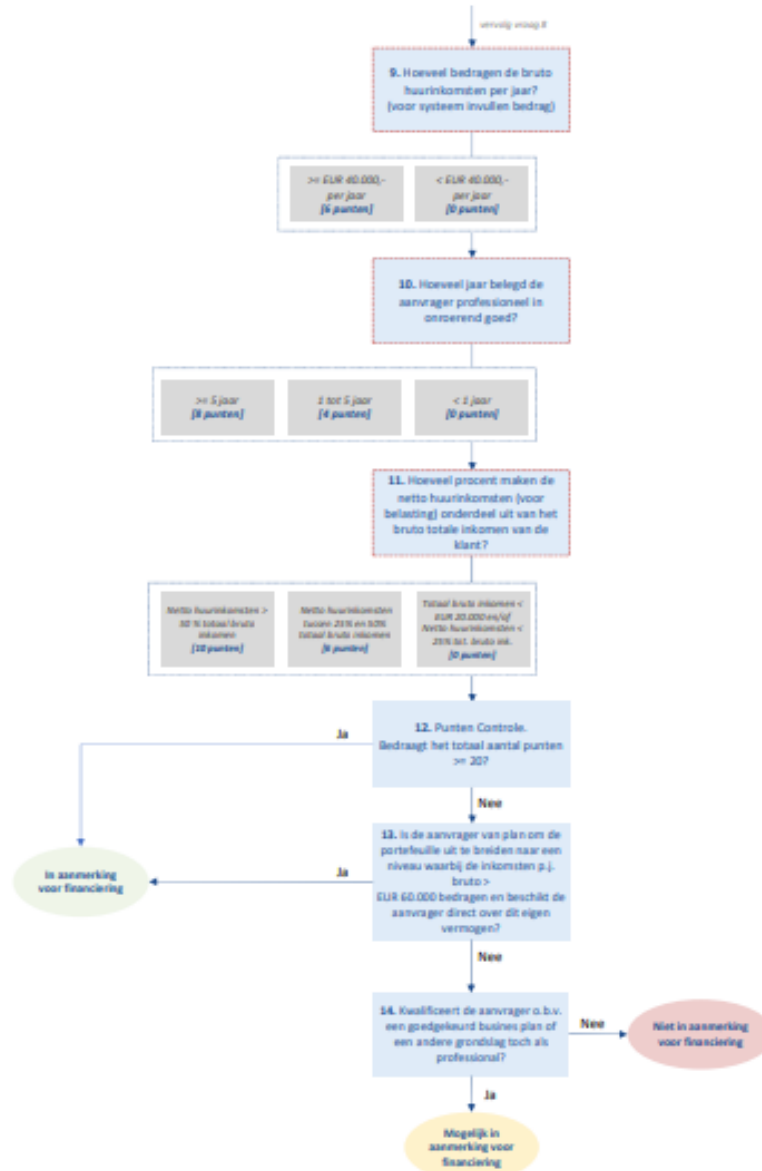 vervolg vraag 8
9. Hoeveel bedragen de bruto
huurinkomsten per jaar?
(voor systeem invullen bedrag)
>= EUR 40.000,-
per jaar
[6 punten]
< EUR 40.000,-
per jaar
[0 punten]
10. Hoeveel jaar belegd de
aanvrager professioneel in
onroerend goed?
>= 5 jaar
[8 punten]
1 tot 5 jaar
[4 punten]
< 1 jaar
[0 punten]
11. Hoeveel procent maken de
netto huurinkomsten (voor
belasting) onderdeel uit van het
bruto totale inkomen van de
klant?
Netto huurinkomsten >
50 % totaal bruto
inkomen
[10 punten]
Netto huurinkomsten
tussen 25% en 50%
totaal bruto inkomen
[6 punten]
Totaal bruto inkomen <
EUR 20.000 en/of
Netto huurinkomsten <
25% tot. bruto ink.
[0 punten]
12. Punten Controle.
Bedraagt het totaal aantal punten
>= 20?
Ja
Nee
13. Is de aanvrager van plan om de
portefeuille uit te breiden naar een
niveau waarbij de inkomsten p.j.
bruto >
EUR 60.000 bedragen en beschikt de
aanvrager direct over dit eigen
vermogen?
Ja
In aanmerking
voor financiering
Nee
14. Kwalificeert de aanvrager o.b.v.
een goedgekeurd busines plan of
een andere grondslag toch als
professional?
Nee
Niet in aanmerking
voor financiering
Ja
Mogelijk in
aanmerking voor
financiering